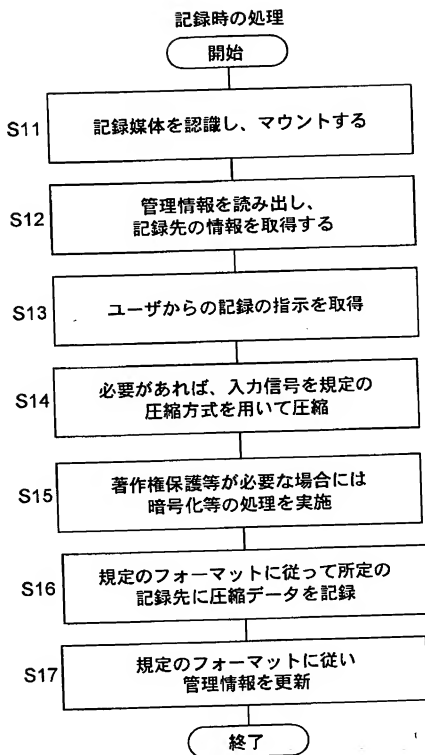 記録時の処理
開始
S11
記録媒体を認識し、マウントする
S12
管理情報を読み出し、
記録先の情報を取得する
S13
ユーザからの記録の指示を取得
S14
必要があれば、入力信号を規定の
圧縮方式を用いて圧縮
S15
著作権保護等が必要な場合には
暗号化等の処理を実施
S16
規定のフォーマットに従って所定の
記録先に圧縮データを記録
S17
規定のフォーマットに従い
管理情報を更新
終了